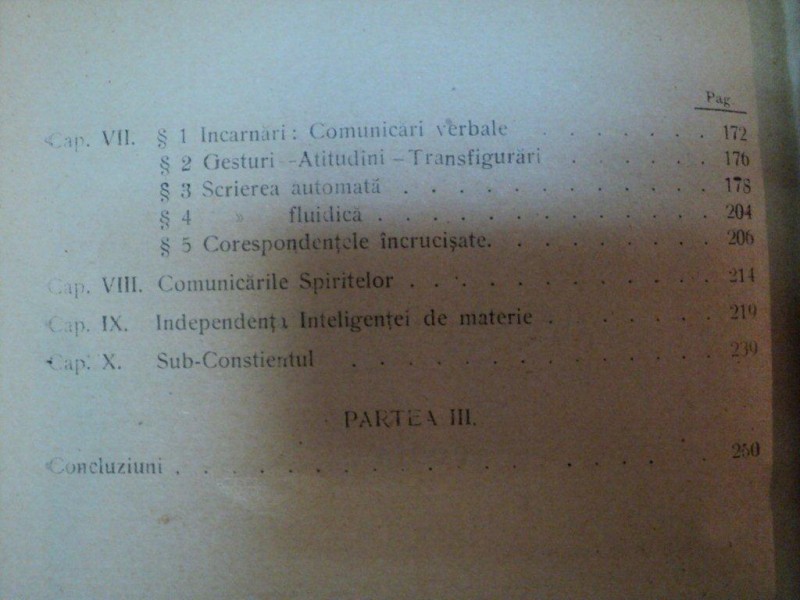 Pag.
Cap. VII. § 1 Incarnări: Comunicări verbale . . . . . . 172
§ 2 Gesturi -Atitudini-Transfigurări . . . . . 176
§ 3 Scrierea automată . . . . . . . . . . . 178
§ 4 » fluidică . . . . . . . . . . . . 204
§ 5 Corespondențele încrucișate. . . . . . . . 206
Cap. VIII. Comunicările Spiritelor . . . . . . . . . . . 214
Cap. IX. Independența Inteligenței de materie . . . . . . 219
Cap. X. Sub-Constientul . . . . . . . . . . . . . 239
PARTEA III.
Concluziuni . . . . . . . . . . . . . . . . . 250